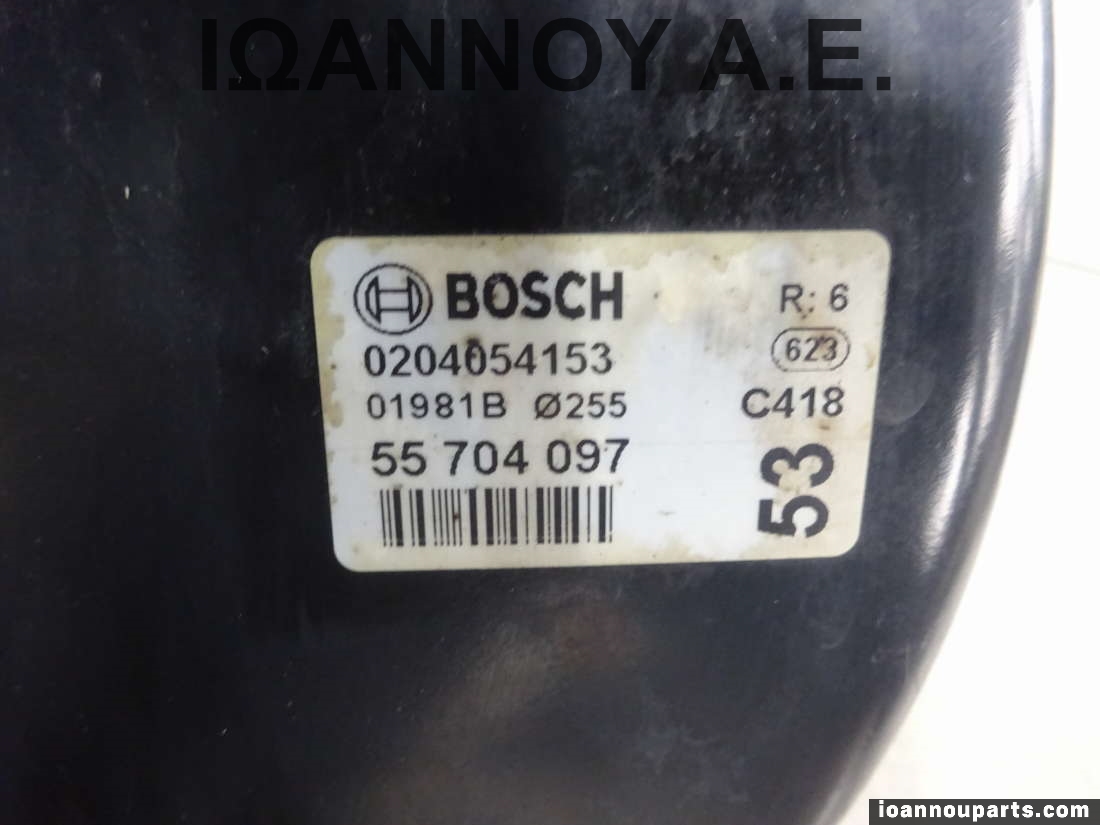 ΙΩΑΝΝΟΥ Α.Ε.
BOSCH R: 6
0204054153 623
01981B Ø255 C418
55 704 097
53
ioannouparts.com